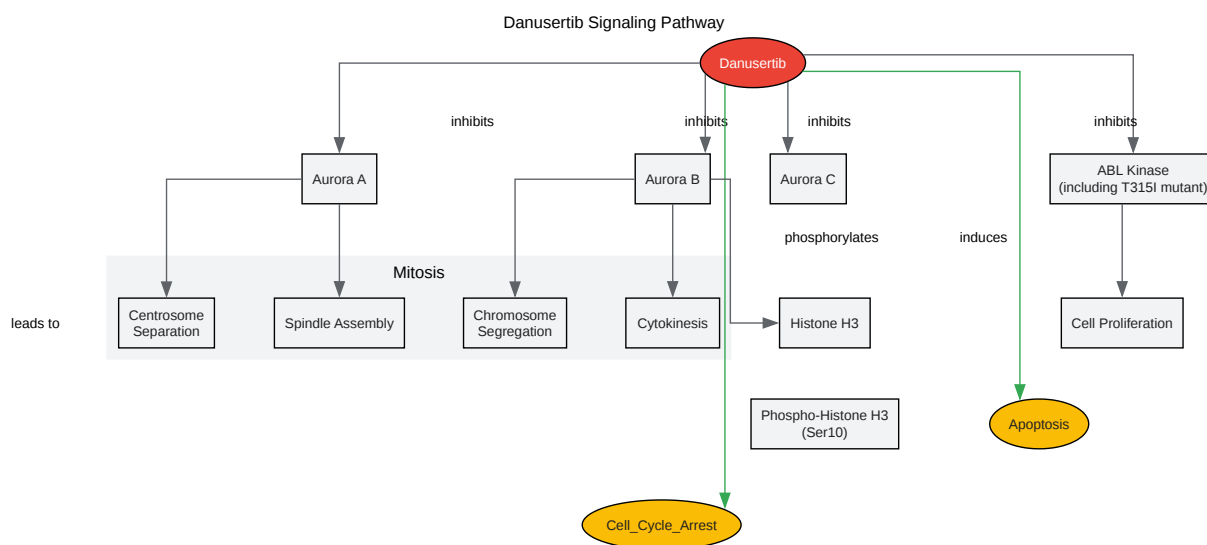 Danusertib Signaling Pathway
Danusertib
inhibits
inhibits
inhibits
inhibits
Aurora A
Aurora B
Aurora C
ABL Kinase
(including T315I mutant)
phosphorylates
induces
Mitosis
leads to
Centrosome
Separation
Spindle Assembly
Chromosome
Segregation
Cytokinesis
Histone H3
Cell Proliferation
Phospho-Histone H3
(Ser10)
Apoptosis
Cell_Cycle_Arrest